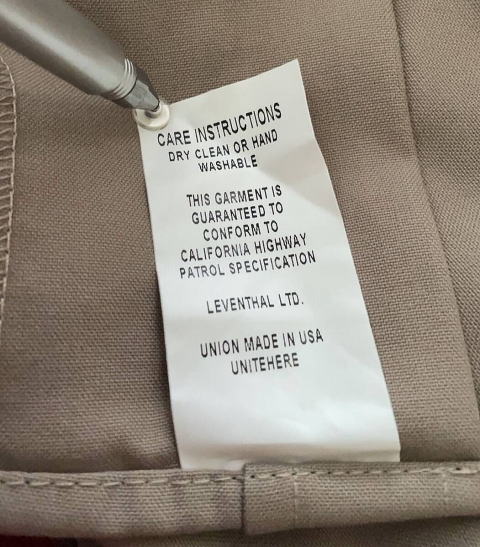 CARE INSTRUCTIONS
DRY CLEAN OR HAND
WASHABLE
THIS GARMENT IS
GUARANTEED TO
CONFORM TO
CALIFORNIA HIGHWAY
PATROL SPECIFICATION
LEVENTHAL LTD.
UNION MADE IN USA
UNITEHERE